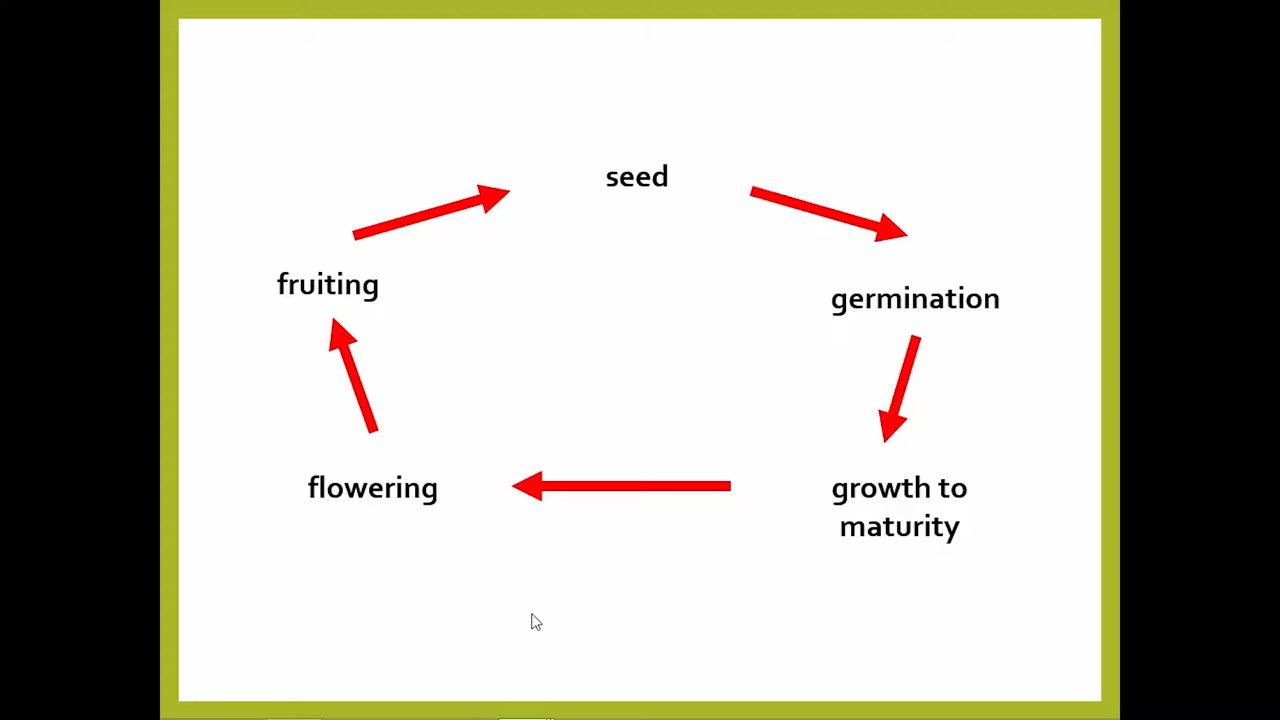 seed
fruiting
germination
flowering
growth to
maturity